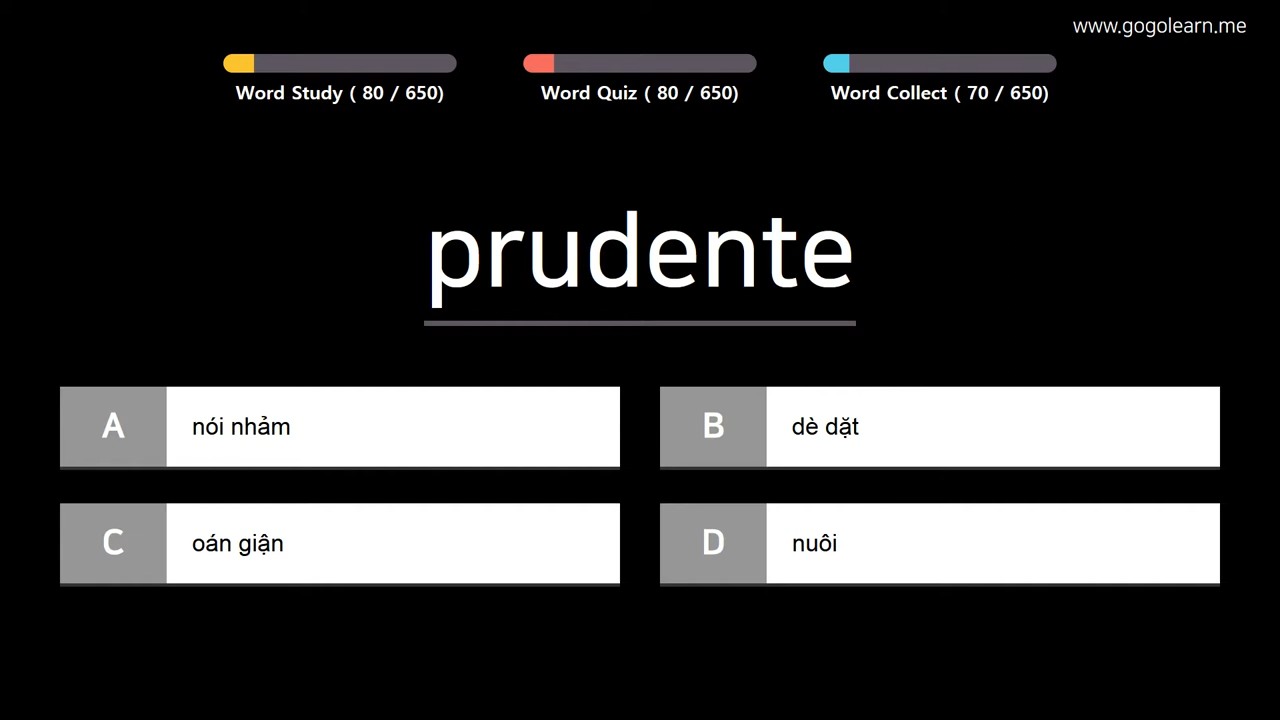 www.gogolearn.me
Word Study ( 80 / 650)
Word Quiz ( 80 / 650)
Word Collect ( 70 / 650)
prudente
A nói nhảm
B dè dặt
C oán giận
D nuôi